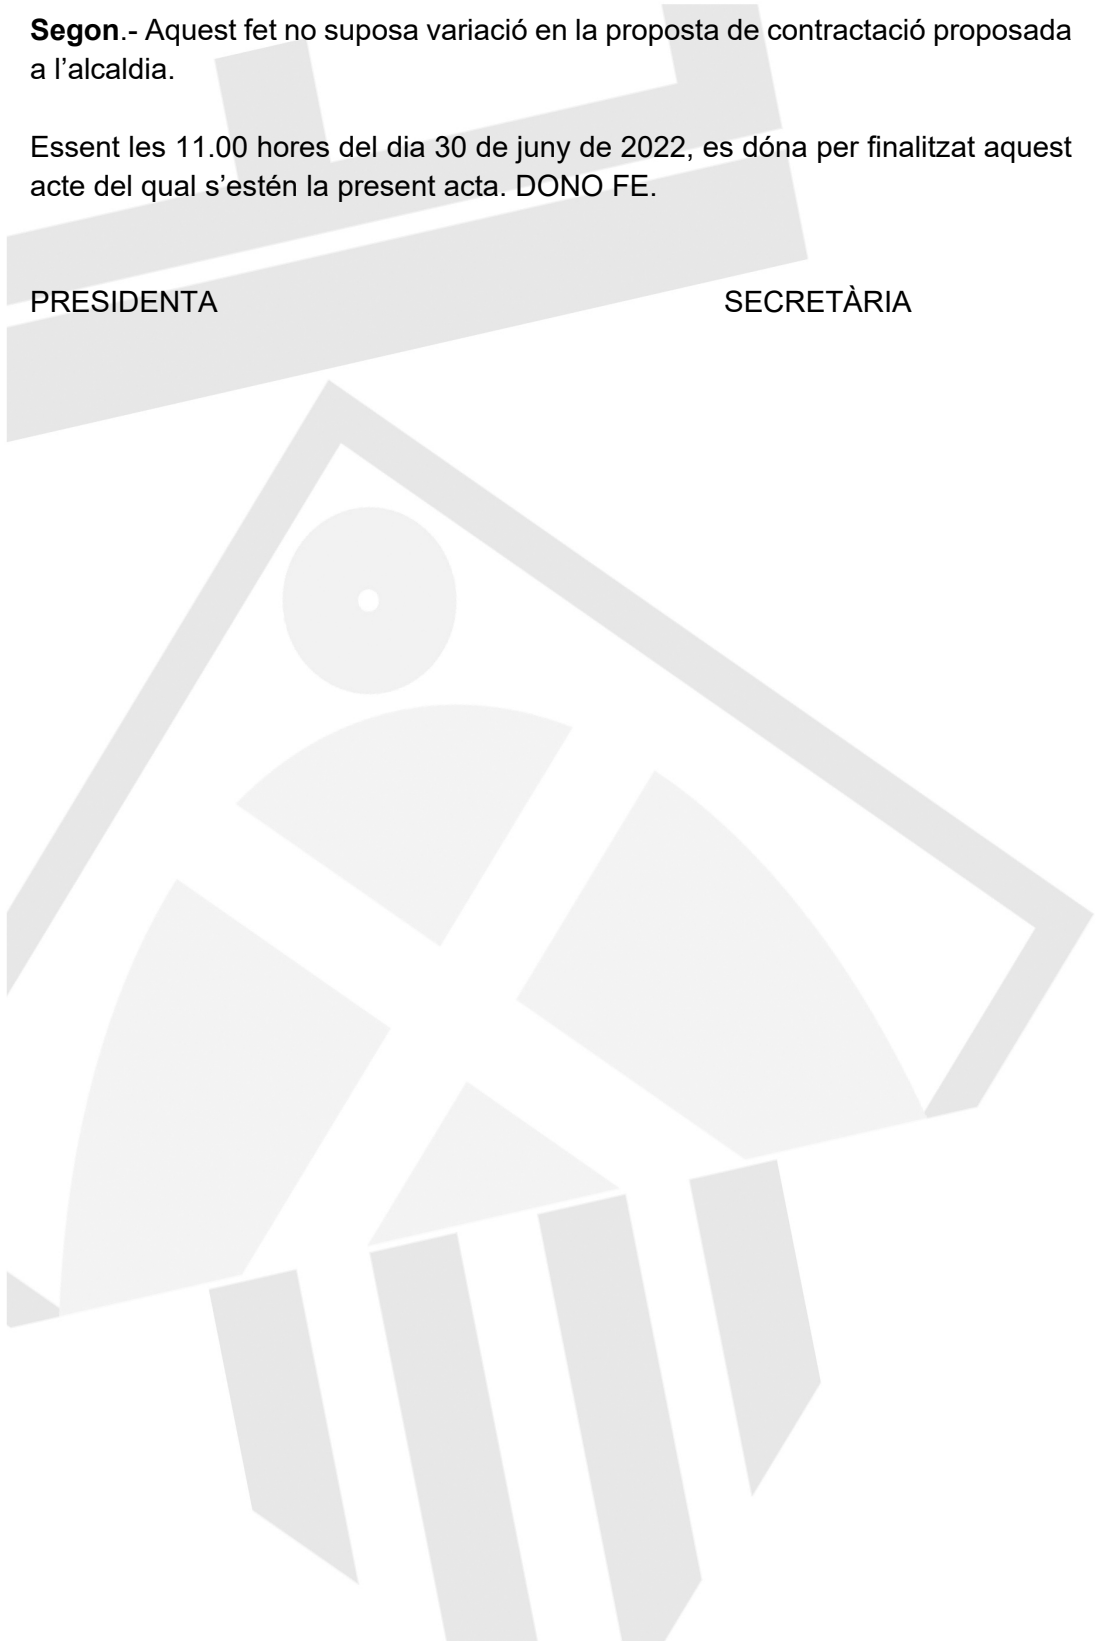 Segon.- Aquest fet no suposa variació en la proposta de contractació proposada
a l’alcaldia.
Essent les 11.00 hores del dia 30 de juny de 2022, es dóna per finalitzat aquest
acte del qual s’estén la present acta. DONO FE.
PRESIDENTA SECRETÀRIA